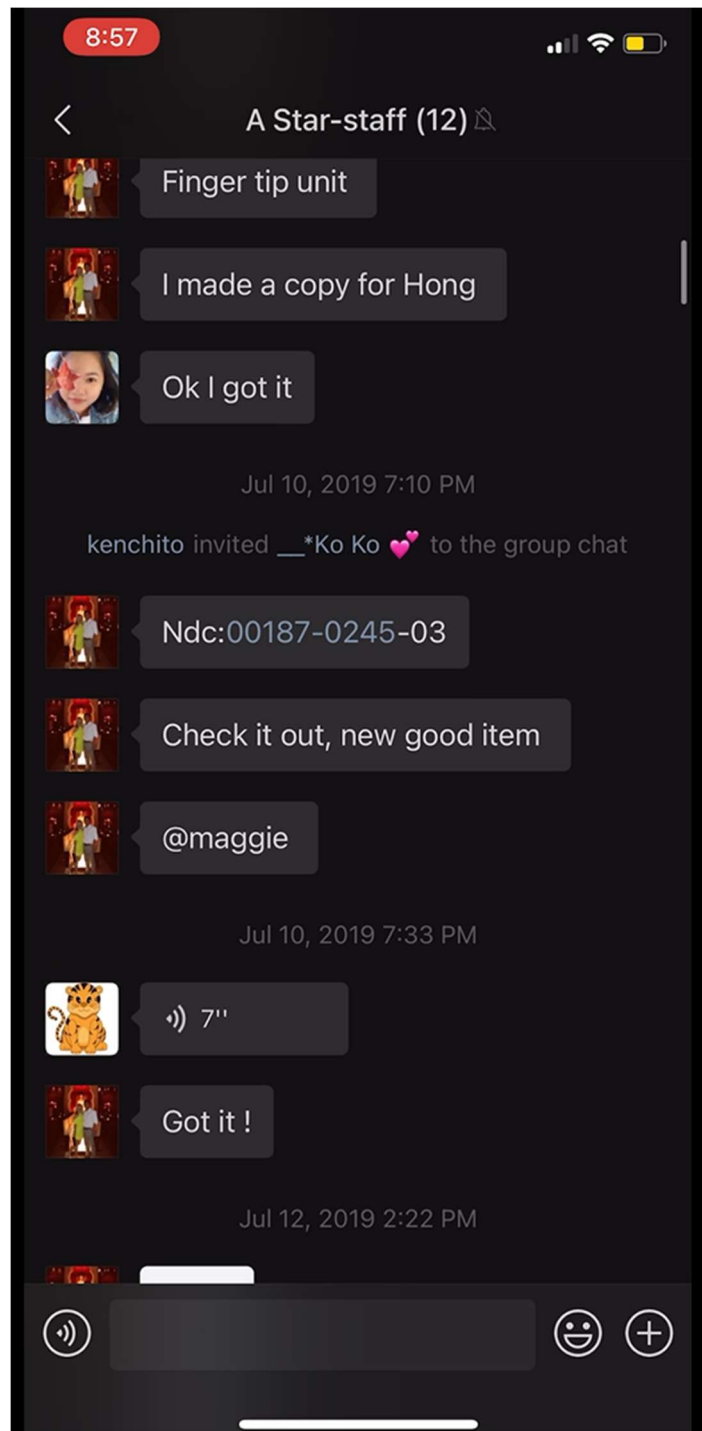 8:57
A Star-staff (12)
Finger tip unit
I made a copy for Hong
Ok I got it
Jul 10, 2019 7:10 PM
kenchito invited __*Ko Ko 💕 to the group chat
Ndc:00187-0245-03
Check it out, new good item
@maggie
Jul 10, 2019 7:33 PM
7''
Got it !
Jul 12, 2019 2:22 PM